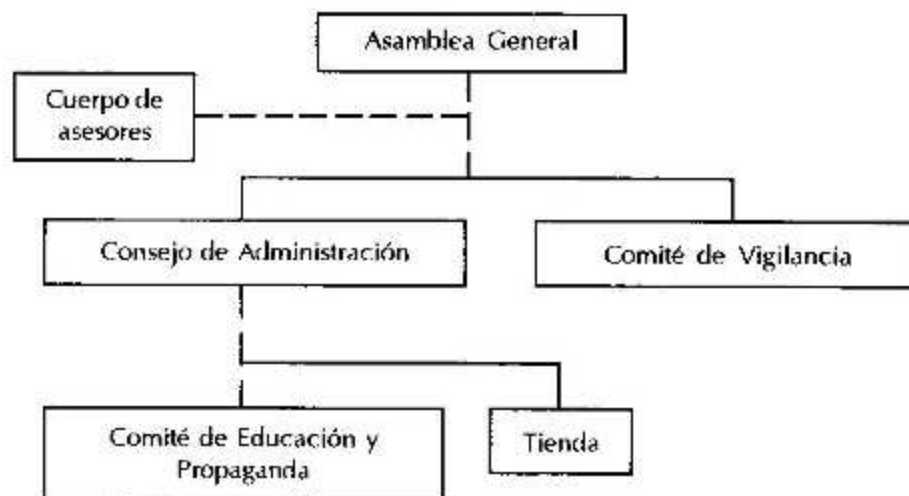 Asamblea General
Cuerpo de
asesores
Consejo de Administración
Comité de Vigilancia
Comité de Educación y
Propaganda
Tienda